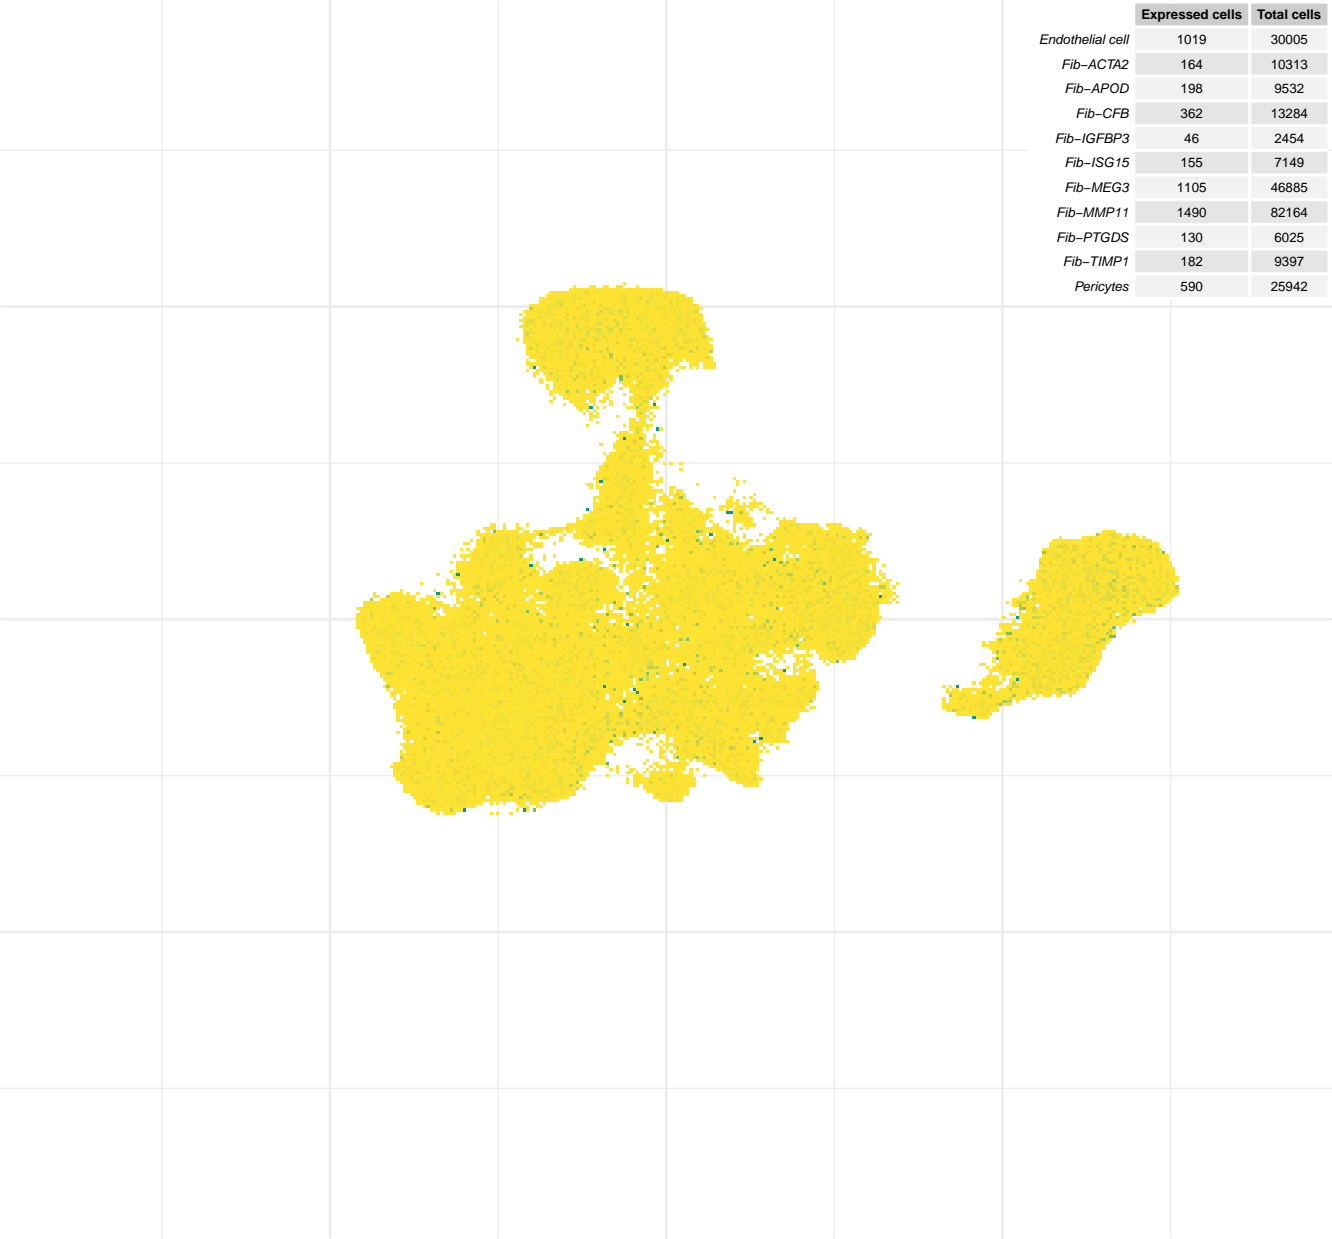 Expressed cells Total cells
Endothelial cell 1019 30005
Fib−ACTA2 164 10313
Fib−APOD 198 9532
Fib−CFB 362 13284
Fib−IGFBP3 46 2454
Fib−ISG15 155 7149
Fib−MEG3 1105 46885
Fib−MMP11 1490 82164
Fib−PTGDS 130 6025
Fib−TIMP1 182 9397
Pericytes 590 25942